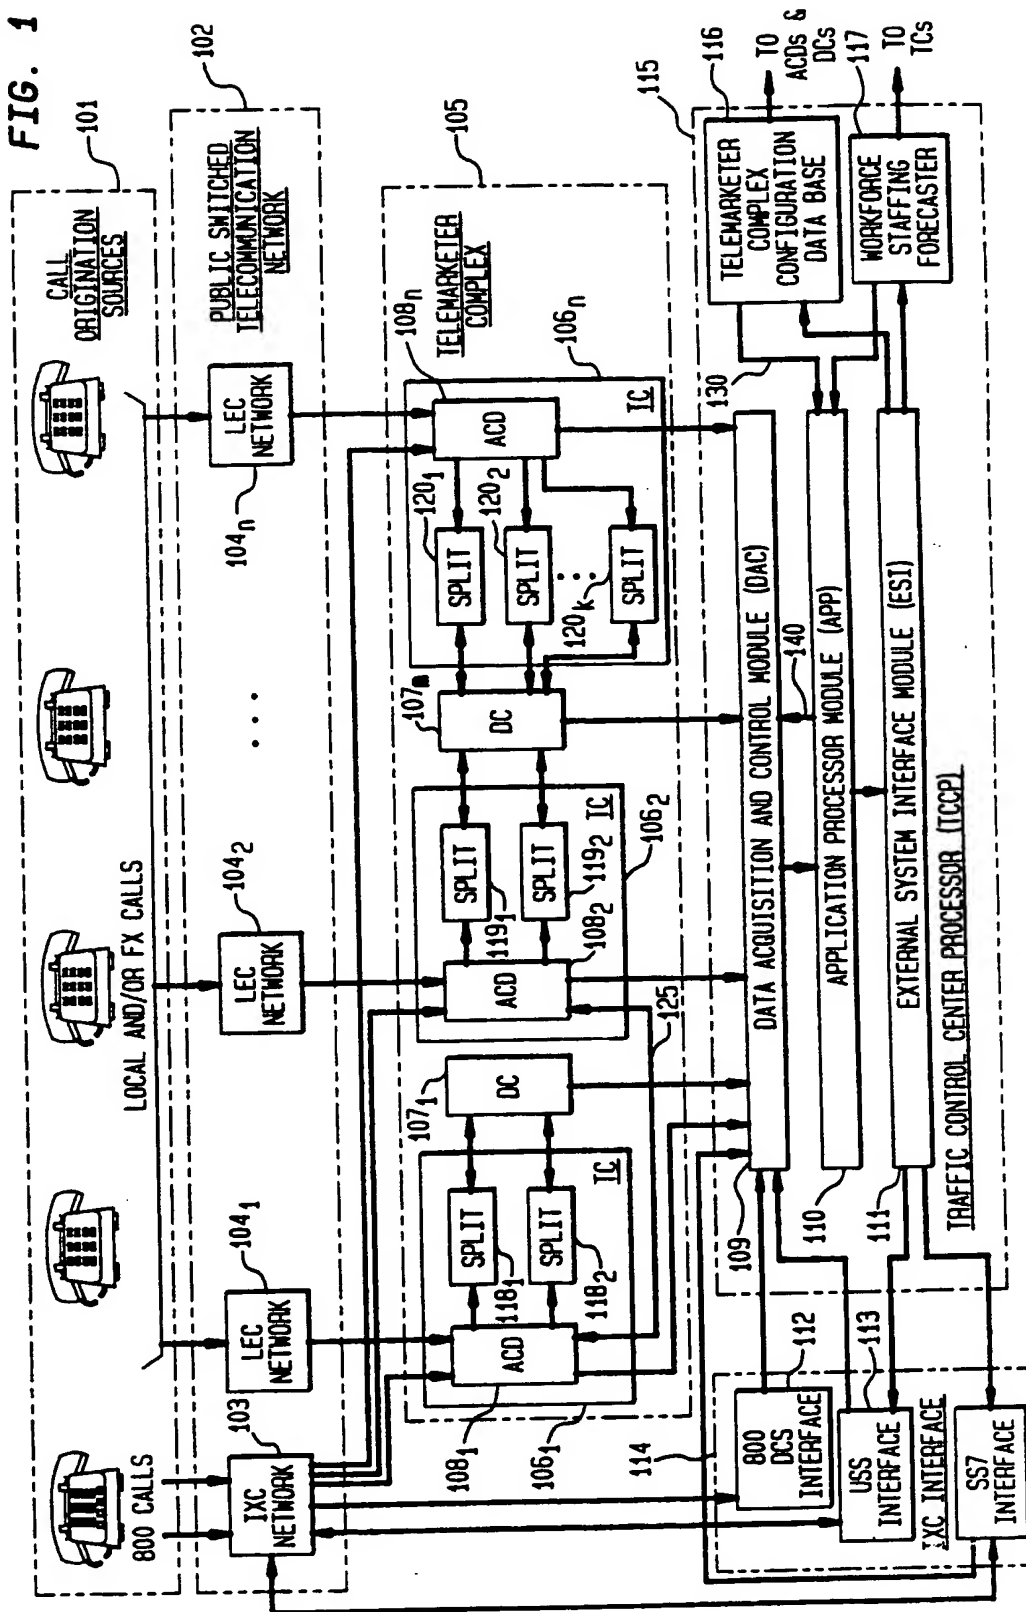 FIG. 1
101
CALL
ORIGINATION
SOURCES
102
PUBLIC SWITCHED
TELECOMMUNICATION
NETWORK
800 CALLS
LOCAL AND/OR FX CALLS
103
IXC
NETWORK
LEC
NETWORK
104₁
LEC
NETWORK
104₂
• • •
LEC
NETWORK
104ₙ
105
TELEMARKETER
COMPLEX
108₁
ACD
106₁
118₁
SPLIT
118₂
SPLIT
TC
107₁
DC
125
ACD
108₂
119₁
SPLIT
SPLIT
119₂
TC
106₂
107ₘ
DC
108ₙ
ACD
106ₙ
120₁
SPLIT
120₂
SPLIT
• • •
120ₖ
SPLIT
TC
114
800
DCS
INTERFACE
112
USS
INTERFACE
113
IXC INTERFACE
SS7
INTERFACE
109
DATA ACQUISITION AND CONTROL MODULE (DAC)
140
110
APPLICATION PROCESSOR MODULE (APP)
111
EXTERNAL SYSTEM INTERFACE MODULE (ESI)
TRAFFIC CONTROL CENTER PROCESSOR (TCCP)
130
115
TELEMARKETER
COMPLEX
CONFIGURATION
DATA BASE
116
TO
ACDs &
DCs
WORKFORCE
STAFFING
FORECASTER
117
TO
TCs